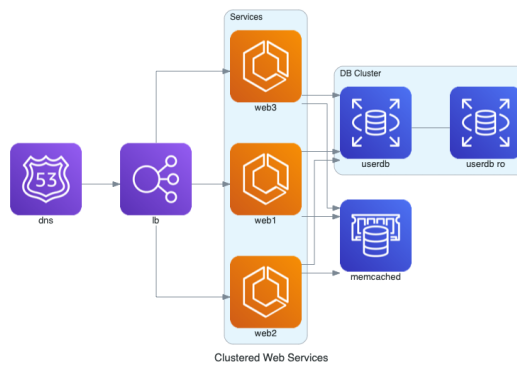 Services
web3
DB Cluster
userdb
userdb ro
53
dns
lb
web1
memcached
web2
Clustered Web Services